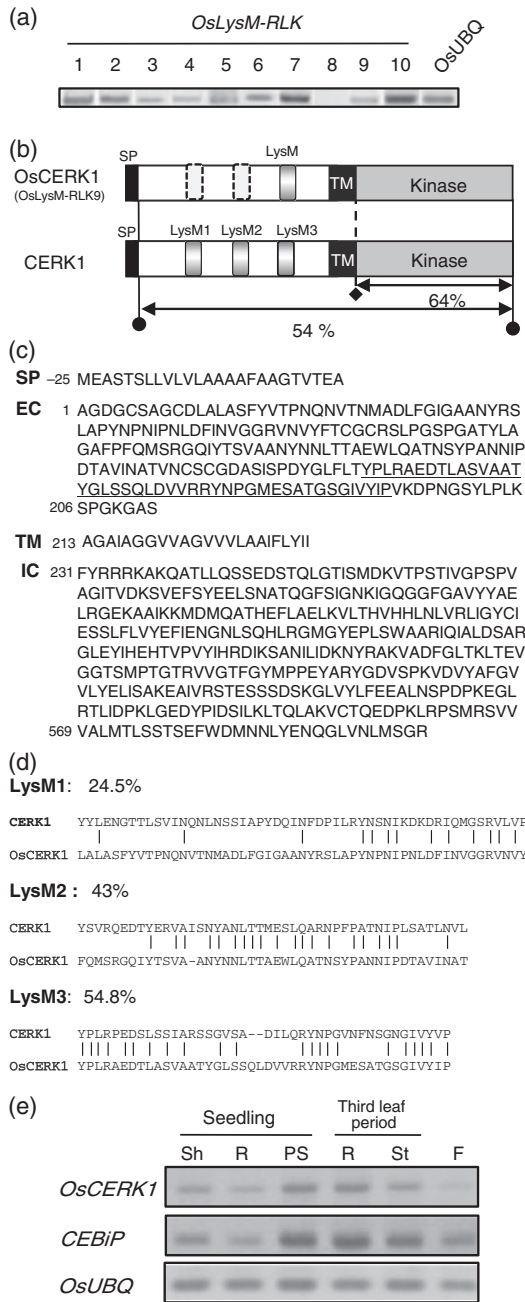 (a)
OsLysM-RLK
1 2 3 4 5 6 7 8 9 10 OsUBQ
(b)
SP LysM
OsCERK1 TM Kinase
(OsLysM-RLK9)
SP LysM1 LysM2 LysM3
CERK1 TM Kinase
64%
54 %
(c)
SP –25 MEASTSLLVLVLAAAAFAAGTVTEA
EC 1 AGDGCSAGCDLALASFYVTPNQNVTNMADLFGIGAANYRS
LAPYNPNIPNLDFINVGGRVNVYFTCGCRSLPGSPGATYLA
GAFPFQMSRGQIYTSVAANYNNLTTAEWLQATNSYPANNIP
DTAVINATVNCSCGDASISPDYGLFLTYPLRAEDTLASVAAT
YGLSSQLDVVRRYNPGMESATGSGIVYIPVKDPNGSYLPLK
206 SPGKGAS
TM 213 AGAIAGGVVAGVVVLAAIFLYII
IC 231 FYRRRKAKQATLLQSSEDSTQLGTISMDKVTPSTIVGPSPV
AGITVDKSVEFSYEELSNATQGFSIGNKIGQGGFGAVYYAE
LRGEKAAIKKMDMQATHEFLAELKVLTHVHHLNLVRLIGYCI
ESSLFLVYEFIENGNLSQHLRGMGYEPLSWAARIQIALDSAR
GLEYIHEHTVPVYIHRDIKSANILIDKNYRAKVADFGLTKLTEV
GGTSMPTGTRVVGTFGYMPPEYARYGDVSPKVDVYAFGV
VLYELISAKEAIVRSTESSSDSKGLVYLFEEALNSPDPKEGL
RTLIDPKLGEDYPIDSILKLTQLAKVCTQEDPKLRPSMRSVV
569 VALMTLSSTSEFWDMNNLYENQGLVNLMSGR
(d)
LysM1: 24.5%
CERK1 YYLENGTTLSVINQNLNSSIAPYDQINFDPILRYNSNIKDKDRIQMGSRVLVP
OsCERK1 LALASFYVTPNQNVTNMADLFGIGAANYRSLAPYNPNIPNLDFINVGGRVNVY
LysM2 : 43%
CERK1 YSVRQEDTYERVAISNYANLTTMESLQARNPFPATNIPLSATLNVL
OsCERK1 FQMSRGQIYTSVA-ANYNNLTTAEWLQATNSYPANNIPDTAVINAT
LysM3: 54.8%
CERK1 YPLRPEDSLSSIARSSGVSA--DILQRYNPGVNFNSGNGIVYVP
OsCERK1 YPLRAEDTLASVAATYGLSSQLDVVRRYNPGMESATGSGIVYIP
(e)
Seedling Third leaf
period
Sh R PS R St F
OsCERK1
CEBiP
OsUBQ